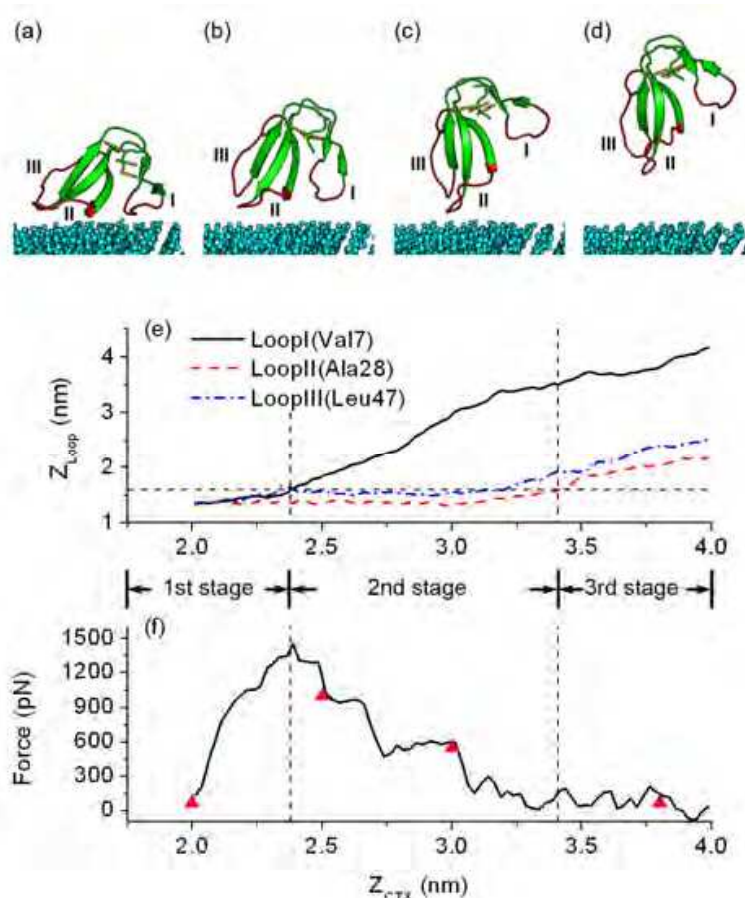 (a) (b) (c) (d)
III II I
III II I
III II I
III II I
(e)
LoopI(Val7)
LoopII(Ala28)
LoopIII(Leu47)
Z_Loop (nm)
4
3
2
1
2.0 2.5 3.0 3.5 4.0
1st stage 2nd stage 3rd stage
(f)
Force (pN)
1500
1200
900
600
300
0
2.0 2.5 3.0 3.5 4.0
Z_CTX (nm)